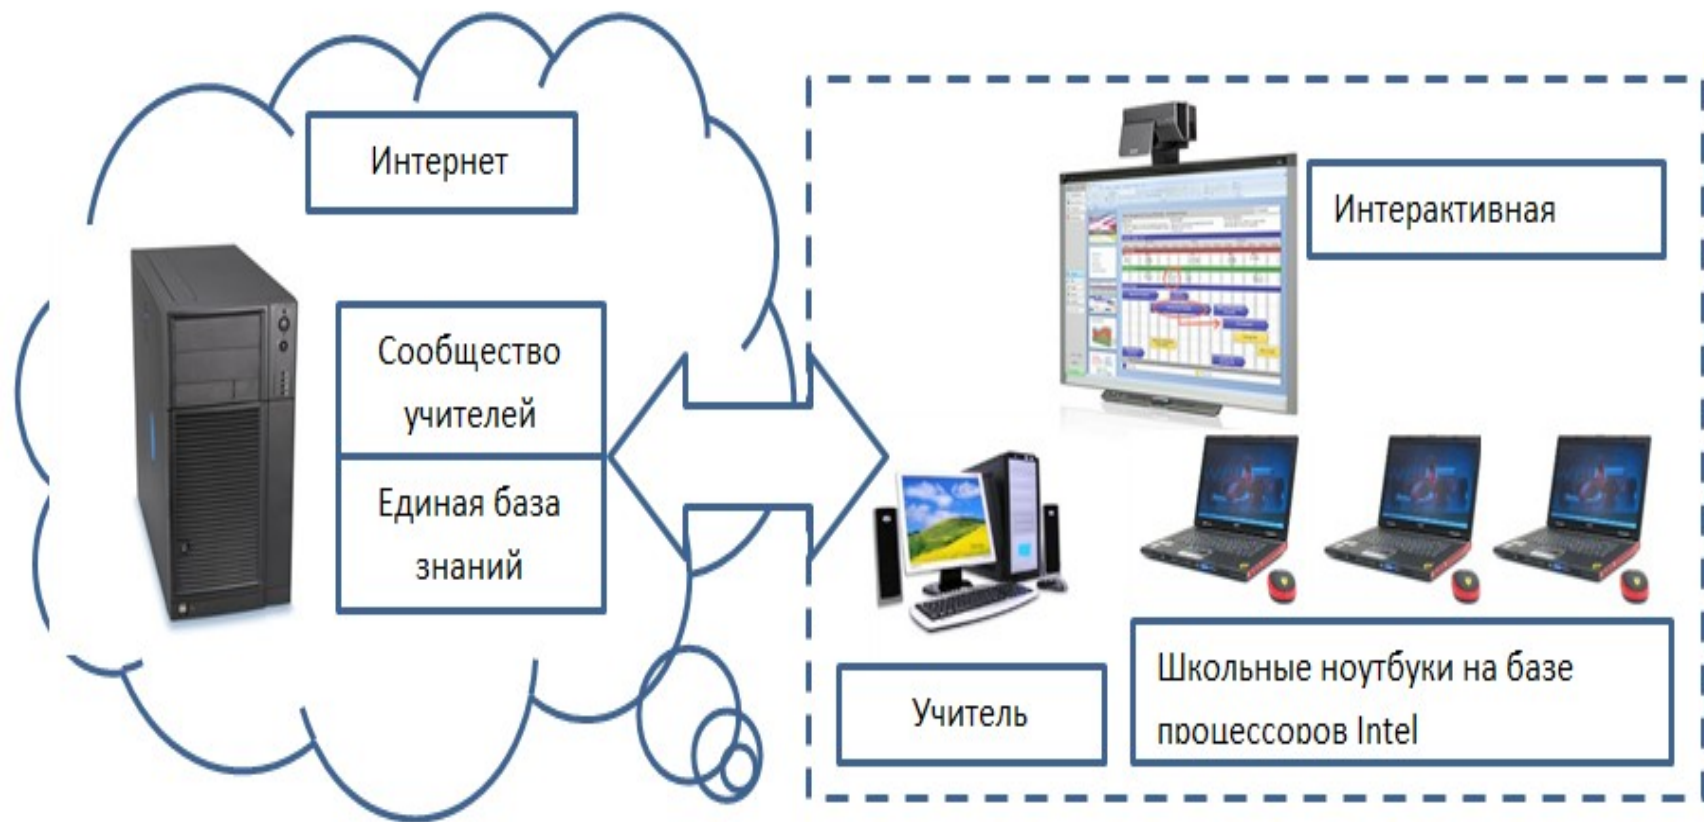 Интернет
Сообщество
учителей
Единая база
знаний
Интерактивная
Учитель
Школьные ноутбуки на базе
процессоров Intel